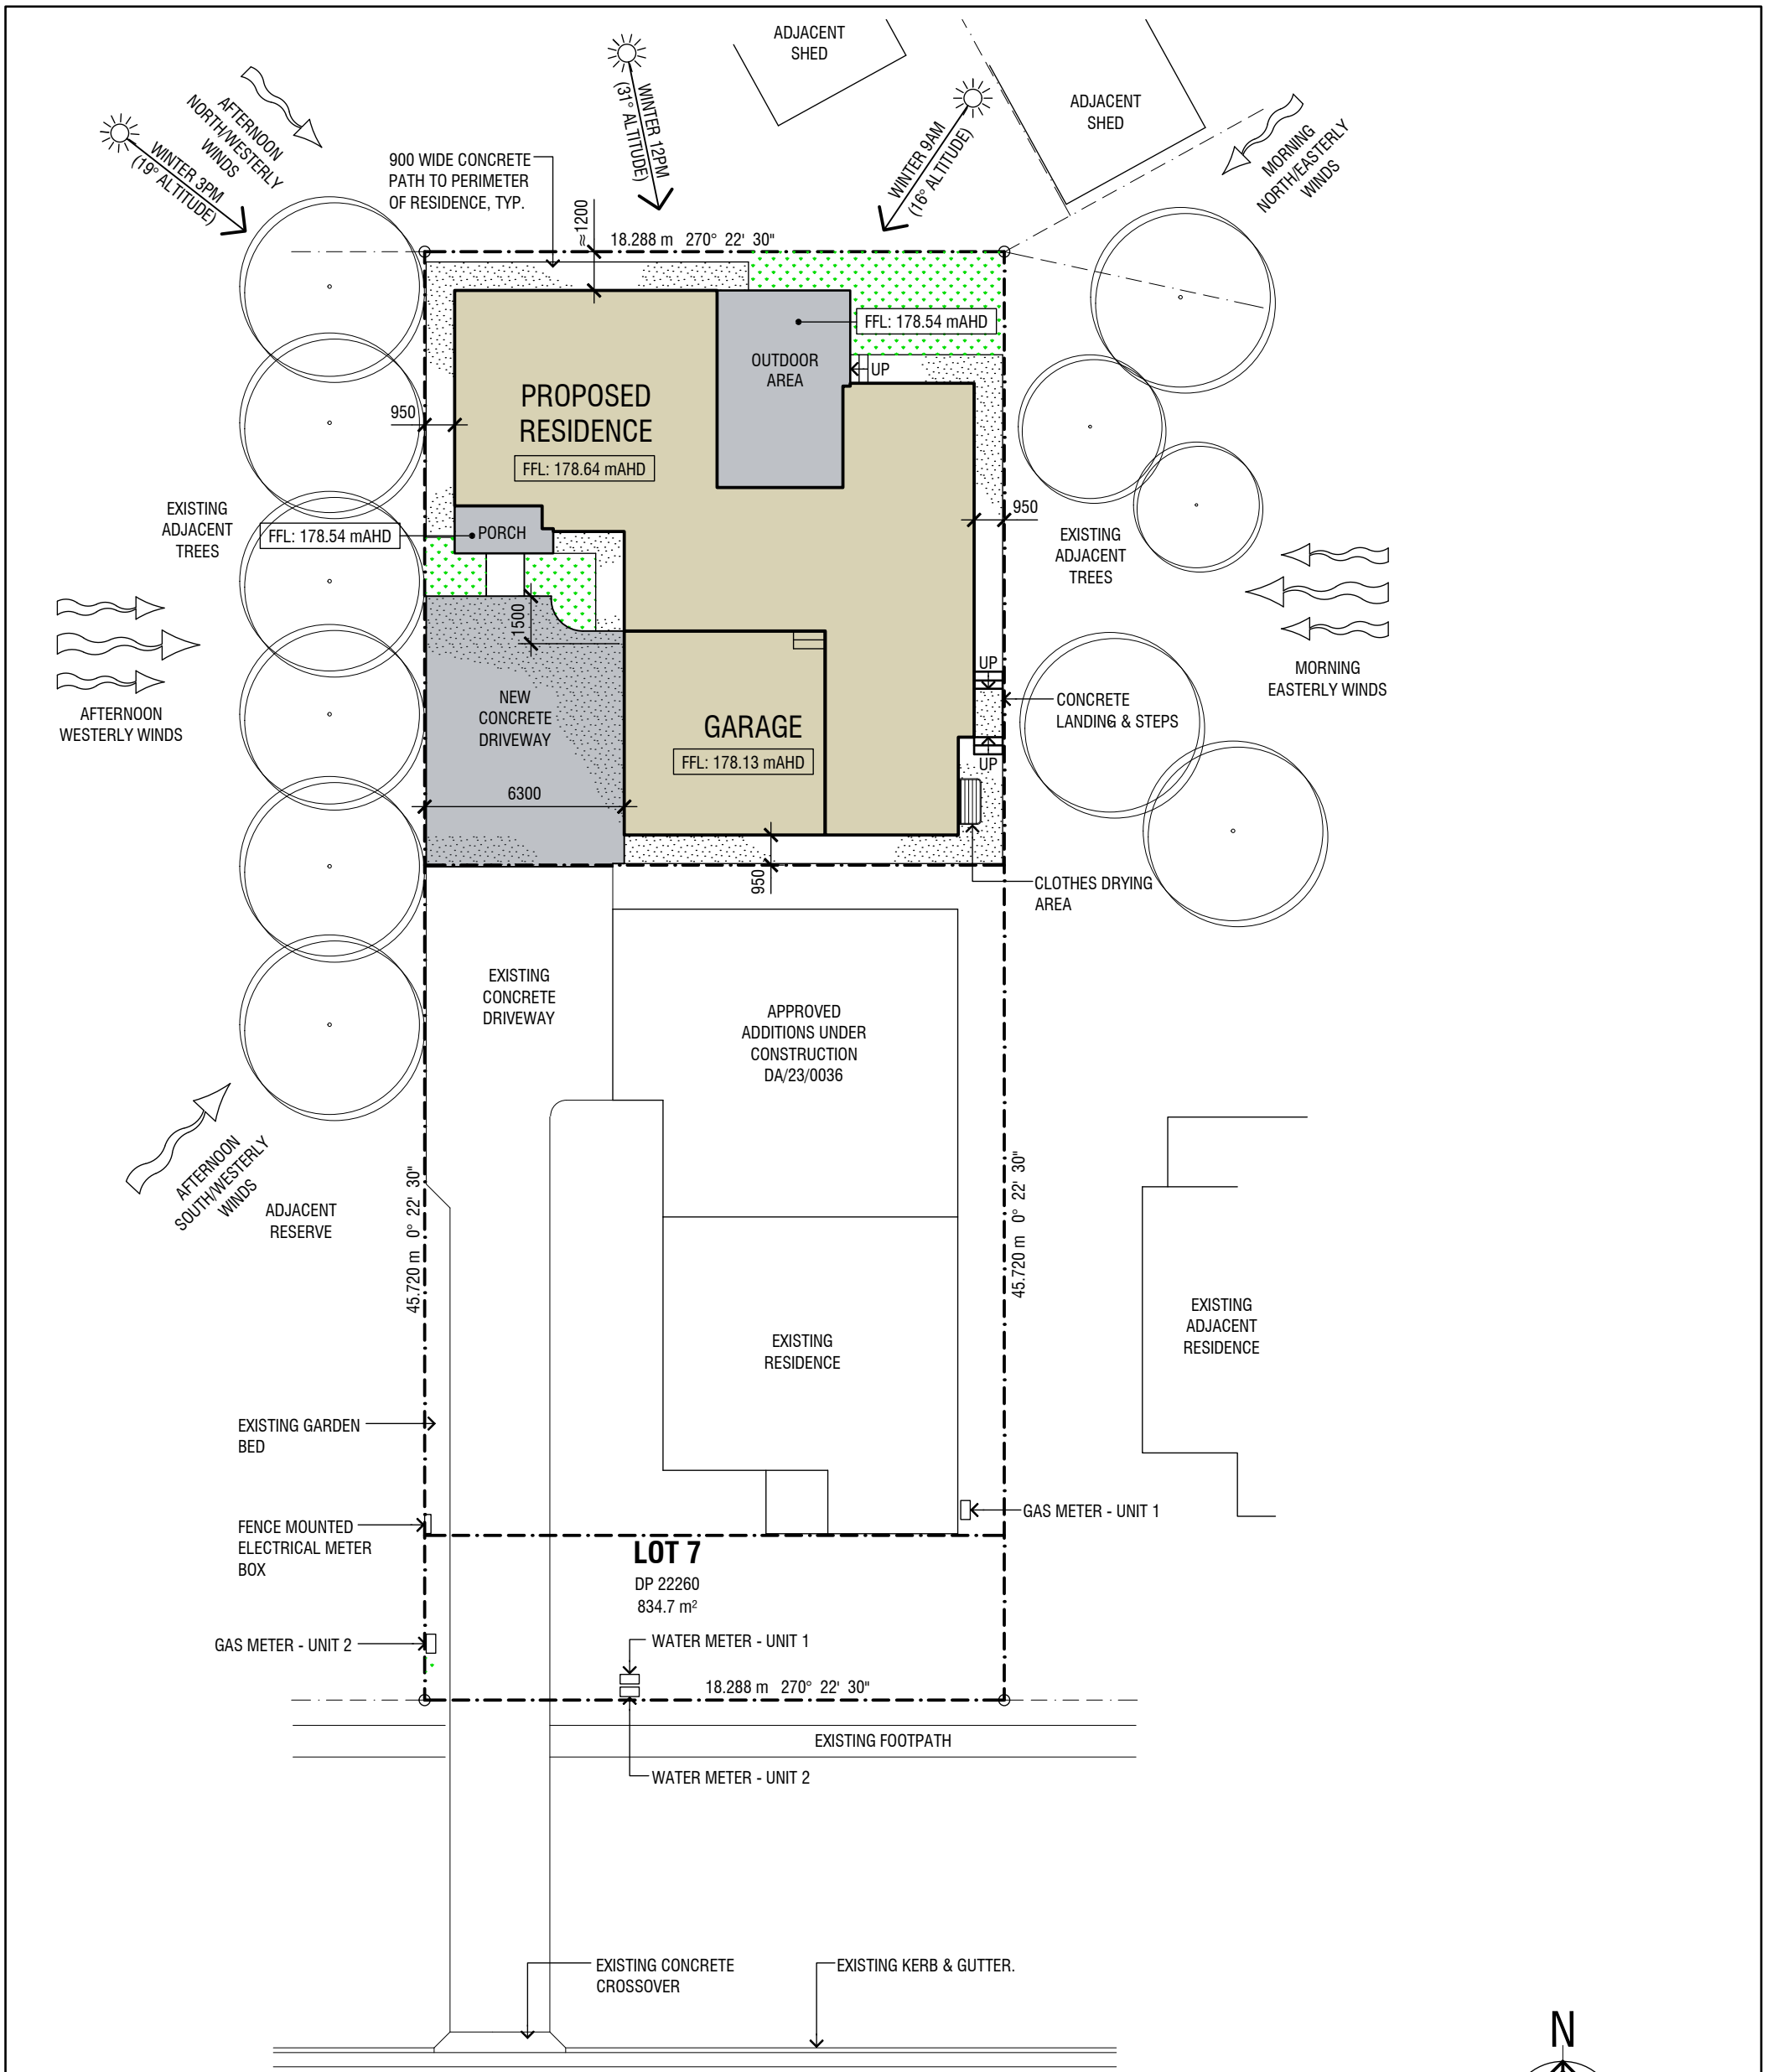 ADJACENT
SHED
ADJACENT
SHED
AFTERNOON
NORTH/WESTERLY
WINDS
WINTER 3PM
(19° ALTITUDE)
WINTER 12PM
(31° ALTITUDE)
WINTER 9AM
(16° ALTITUDE)
MORNING
NORTH/EASTERLY
WINDS
900 WIDE CONCRETE
PATH TO PERIMETER
OF RESIDENCE, TYP.
≈1200
18.288 m 270° 22' 30"
FFL: 178.54 mAHD
OUTDOOR
AREA
UP
PROPOSED
RESIDENCE
FFL: 178.64 mAHD
950
950
EXISTING
ADJACENT
TREES
FFL: 178.54 mAHD
PORCH
EXISTING
ADJACENT
TREES
1500
AFTERNOON
WESTERLY WINDS
MORNING
EASTERLY WINDS
NEW
CONCRETE
DRIVEWAY
GARAGE
FFL: 178.13 mAHD
UP
CONCRETE
LANDING & STEPS
UP
6300
950
CLOTHES DRYING
AREA
EXISTING
CONCRETE
DRIVEWAY
APPROVED
ADDITIONS UNDER
CONSTRUCTION
DA/23/0036
AFTERNOON
SOUTH/WESTERLY
WINDS
ADJACENT
RESERVE
45.720 m 0° 22' 30"
45.720 m 0° 22' 30"
EXISTING
RESIDENCE
EXISTING
ADJACENT
RESIDENCE
EXISTING GARDEN
BED
GAS METER - UNIT 1
FENCE MOUNTED
ELECTRICAL METER
BOX
LOT 7
DP 22260
834.7 m²
GAS METER - UNIT 2
WATER METER - UNIT 1
18.288 m 270° 22' 30"
EXISTING FOOTPATH
WATER METER - UNIT 2
EXISTING CONCRETE
CROSSOVER
EXISTING KERB & GUTTER.
N